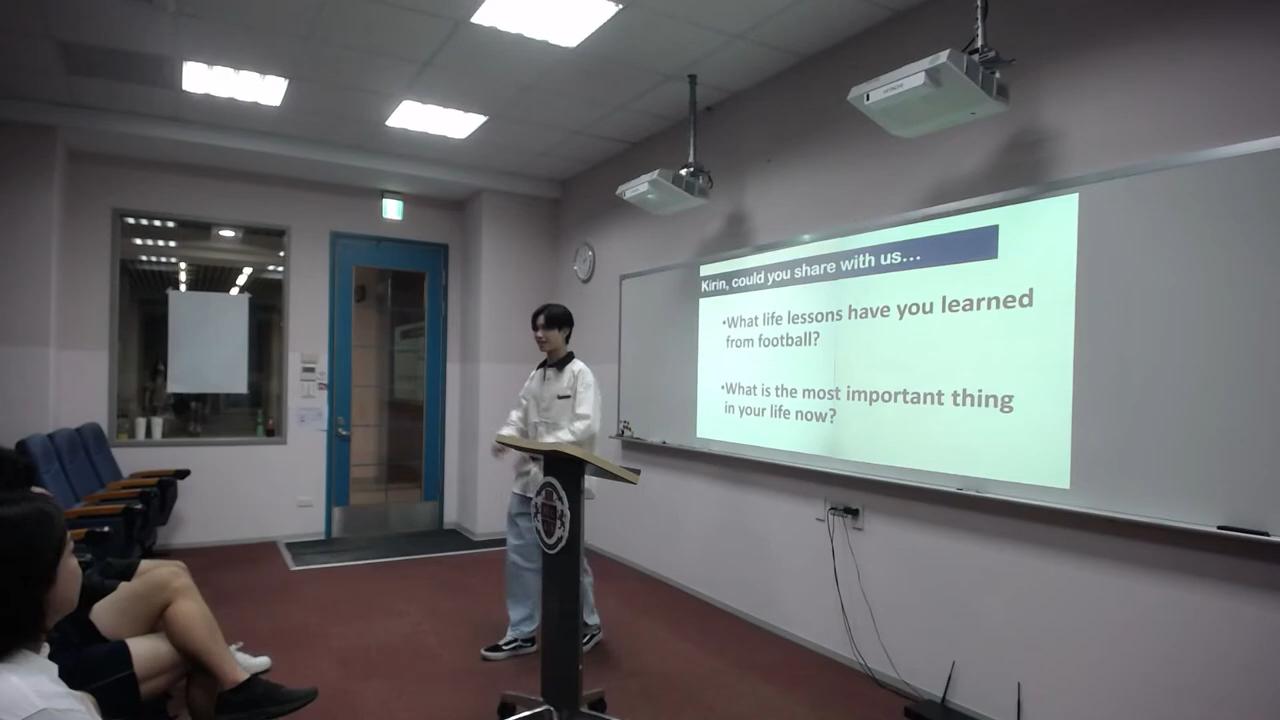 HITACHI
Kirin, could you share with us...
•What life lessons have you learned
from football?
•What is the most important thing
in your life now?